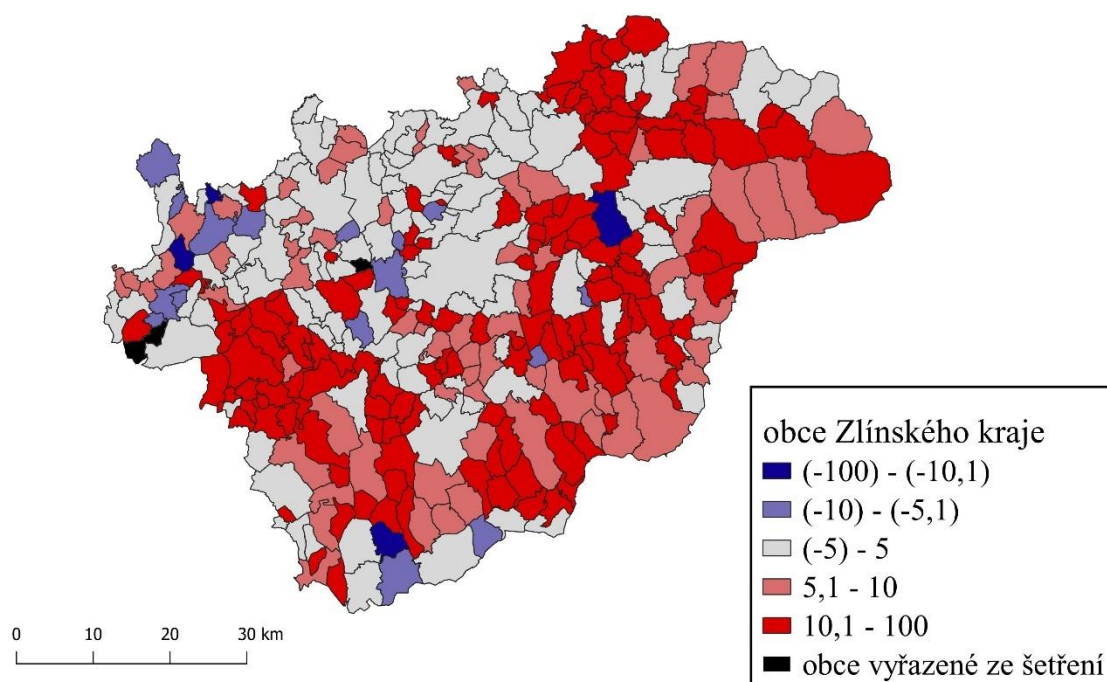 obce Zlínského kraje
(-100) - (-10,1)
(-10) - (-5,1)
(-5) - 5
5,1 - 10
10,1 - 100
obce vyřazené ze šetření
0 10 20 30 km